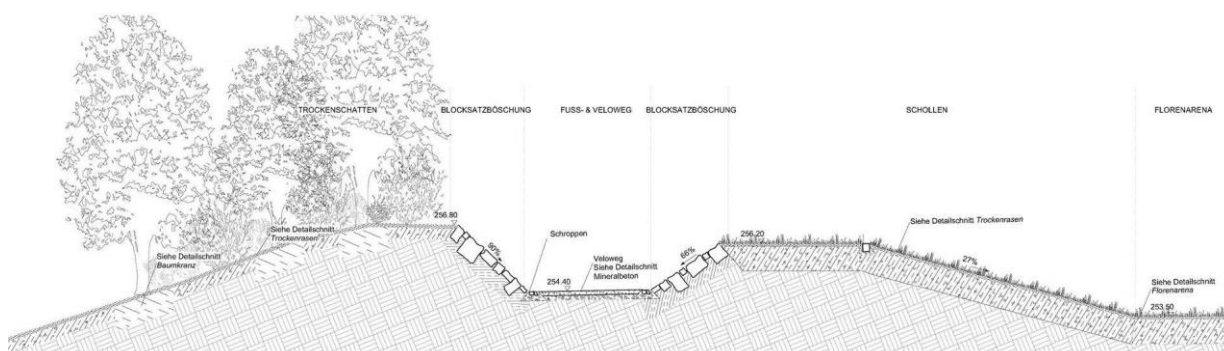 TROCKENSCHATTEN
BLOCKSATZBÖSCHUNG
FUSS- & VELOWEG
BLOCKSATZBÖSCHUNG
SCHOLLEN
FLORENARENA
256.80
90%
Schroppen
Veloweg
Siehe Detailschnitt
Mineralbeton
254.40
66%
256.20
Siehe Detailschnitt Trockenrasen
27%
Siehe Detailschnitt
Florenarena
253.50
Siehe Detailschnitt
Trockenrasen
Siehe Detailschnitt
Baumkranz